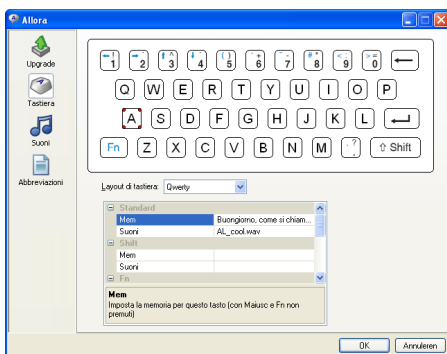 Allora
Upgrade
Tastiera
Suoni
Abbreviazioni
← ! 1 → · 2 ↑ ^ 3 ↓ · 4 ( ) 5 + 6 - 7 # * 8 < : 9 > = 0 ←
Q W E R T Y U I O P
A S D F G H J K L
Fn Z X C V B N M . ? ⇧ Shift
Layout di tastiera: Qwerty
Standard
Mem Buongiorno, come si chiam...
Suoni AL_cool.wav
Shift
Mem
Suoni
Fn
Mem
Imposta la memoria per questo tasto (con Maiusc e Fn non
premuti)
OK Annuleren